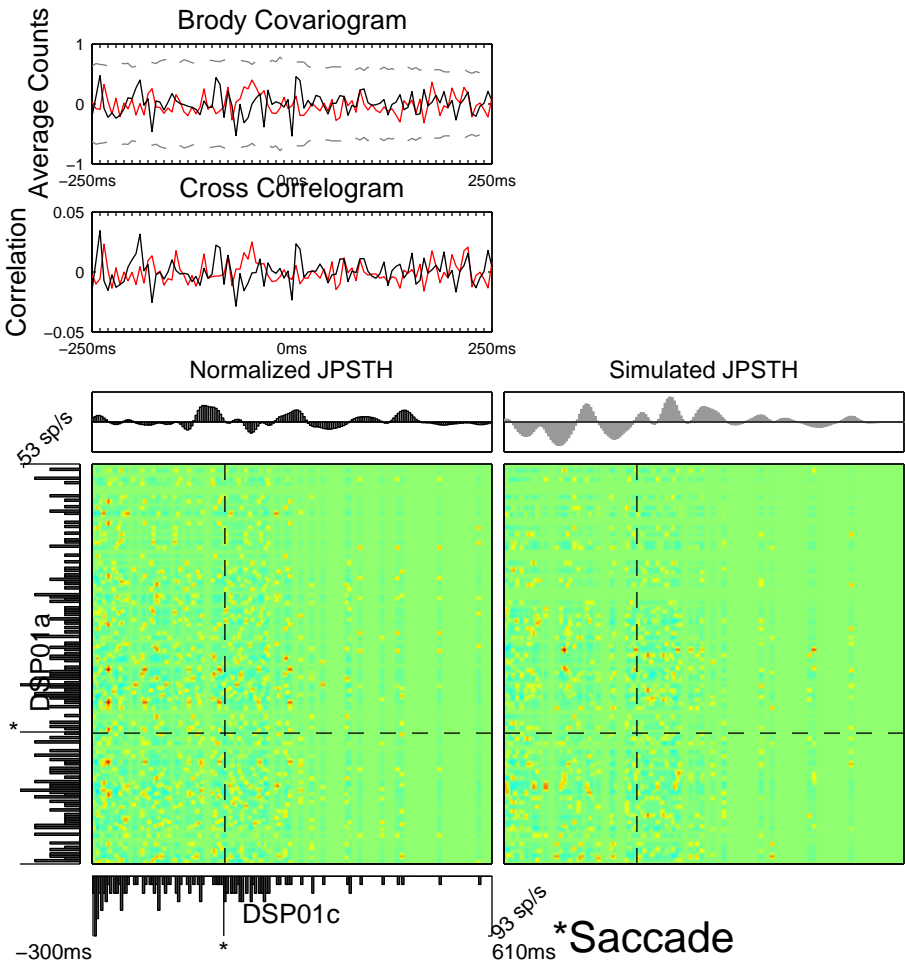 Brody Covariogram
Average Counts
1
0
−1
−250ms
0ms
250ms
Cross Correlogram
Correlation
0.05
0
−0.05
−250ms
0ms
250ms
Normalized JPSTH
Simulated JPSTH
53 sp/s
DSP01a
*
DSP01c
*
93 sp/s
−300ms
610ms
*Saccade